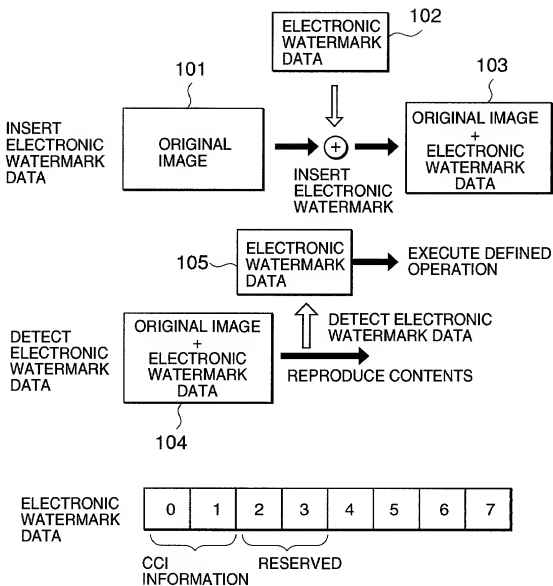 ELECTRONIC
WATERMARK
DATA
102
101
103
INSERT
ELECTRONIC
WATERMARK
DATA
ORIGINAL
IMAGE
+
INSERT
ELECTRONIC
WATERMARK
ORIGINAL IMAGE
+
ELECTRONIC
WATERMARK
DATA
105
ELECTRONIC
WATERMARK
DATA
EXECUTE DEFINED
OPERATION
DETECT
ELECTRONIC
WATERMARK
DATA
ORIGINAL IMAGE
+
ELECTRONIC
WATERMARK
DATA
DETECT ELECTRONIC
WATERMARK DATA
REPRODUCE CONTENTS
104
ELECTRONIC
WATERMARK
DATA
0 1 2 3 4 5 6 7
CCI
INFORMATION
RESERVED